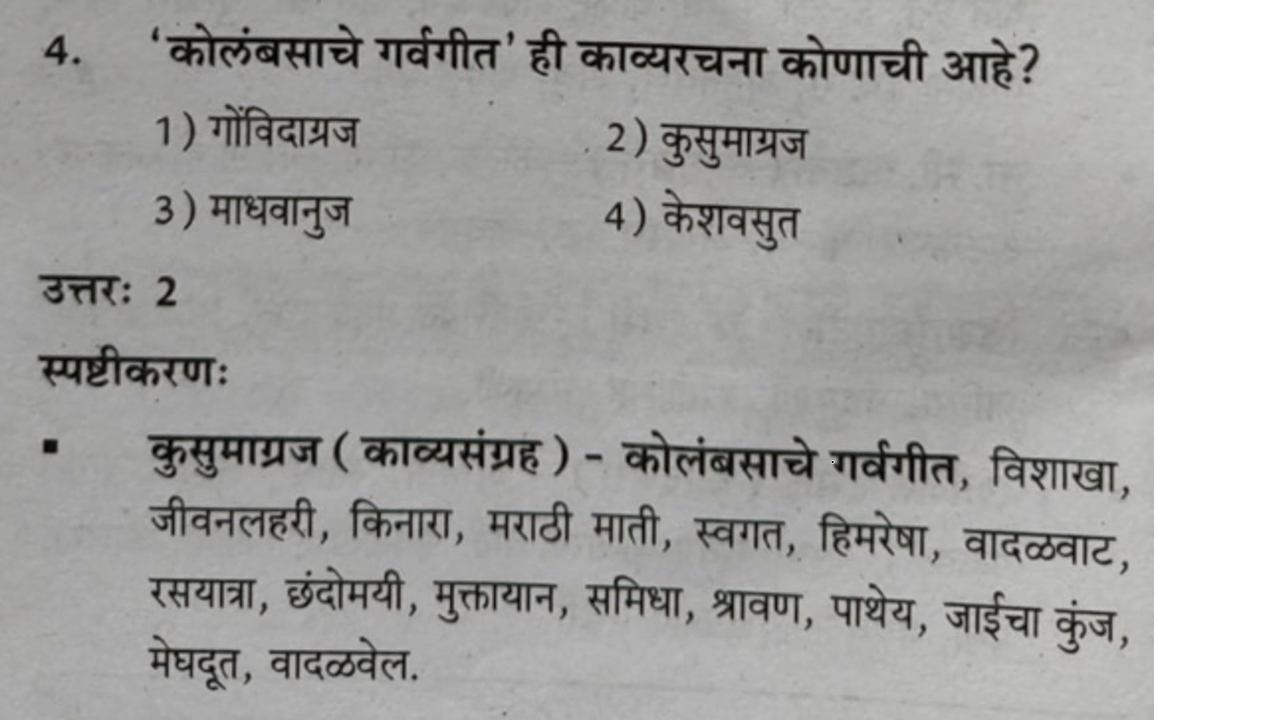 4. 'कोलंबसाचे गर्वगीत' ही काव्यरचना कोणाची आहे?
1) गोंविदाग्रज 2) कुसुमाग्रज
3) माधवानुज 4) केशवसुत
उत्तरः 2
स्पष्टीकरणः
▪ कुसुमाग्रज ( काव्यसंग्रह ) - कोलंबसाचे गर्वगीत, विशाखा,
जीवनलहरी, किनारा, मराठी माती, स्वगत, हिमरेषा, वादळवाट,
रसयात्रा, छंदोमयी, मुक्तायान, समिधा, श्रावण, पाथेय, जाईचा कुंज,
मेघदूत, वादळवेल.